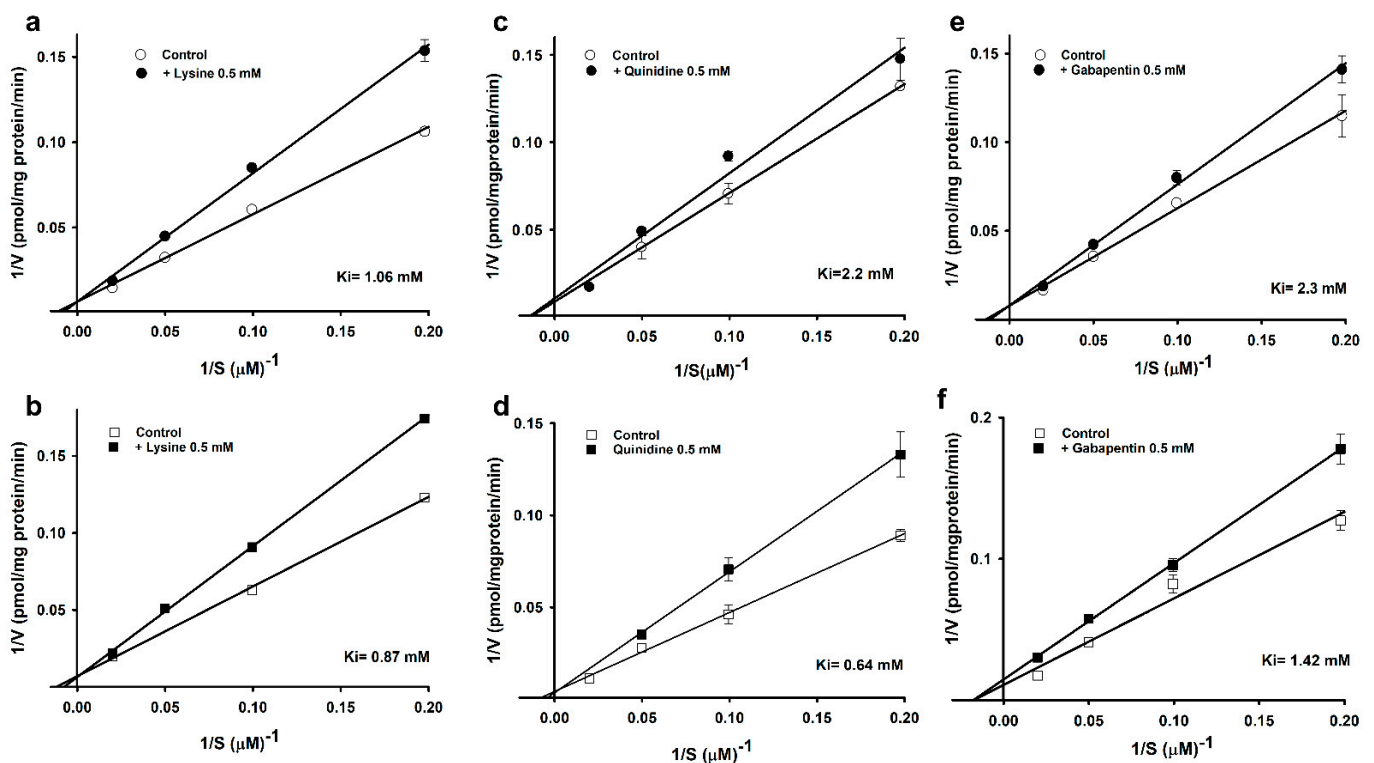 a
Control
+ Lysine 0.5 mM
0.15
0.10
0.05
1/V (pmol/mg protein/min)
Ki= 1.06 mM
0.00 0.05 0.10 0.15 0.20
1/S (μM)-1
c
Control
+ Quinidine 0.5 mM
0.15
0.10
0.05
1/V (pmol/mgprotein/min)
Ki=2.2 mM
0.00 0.05 0.10 0.15 0.20
1/S(μM)-1
e
Control
+ Gabapentin 0.5 mM
0.15
0.10
0.05
1/V (pmol/mg protein/min)
Ki= 2.3 mM
0.00 0.05 0.10 0.15 0.20
1/S (μM)-1
b
Control
+ Lysine 0.5 mM
0.15
0.10
0.05
1/V (pmol/mg protein/min)
Ki= 0.87 mM
0.00 0.05 0.10 0.15 0.20
1/S (μM)-1
d
Control
Quinidine 0.5 mM
0.15
0.10
0.05
1/V (pmol/mgprotein/min)
Ki= 0.64 mM
0.00 0.05 0.10 0.15 0.20
1/S (μM)-1
f
Control
+ Gabapentin 0.5 mM
0.2
0.1
1/V (pmol/mgprotein/min)
Ki= 1.42 mM
0.00 0.05 0.10 0.15 0.20
1/S (μM)-1